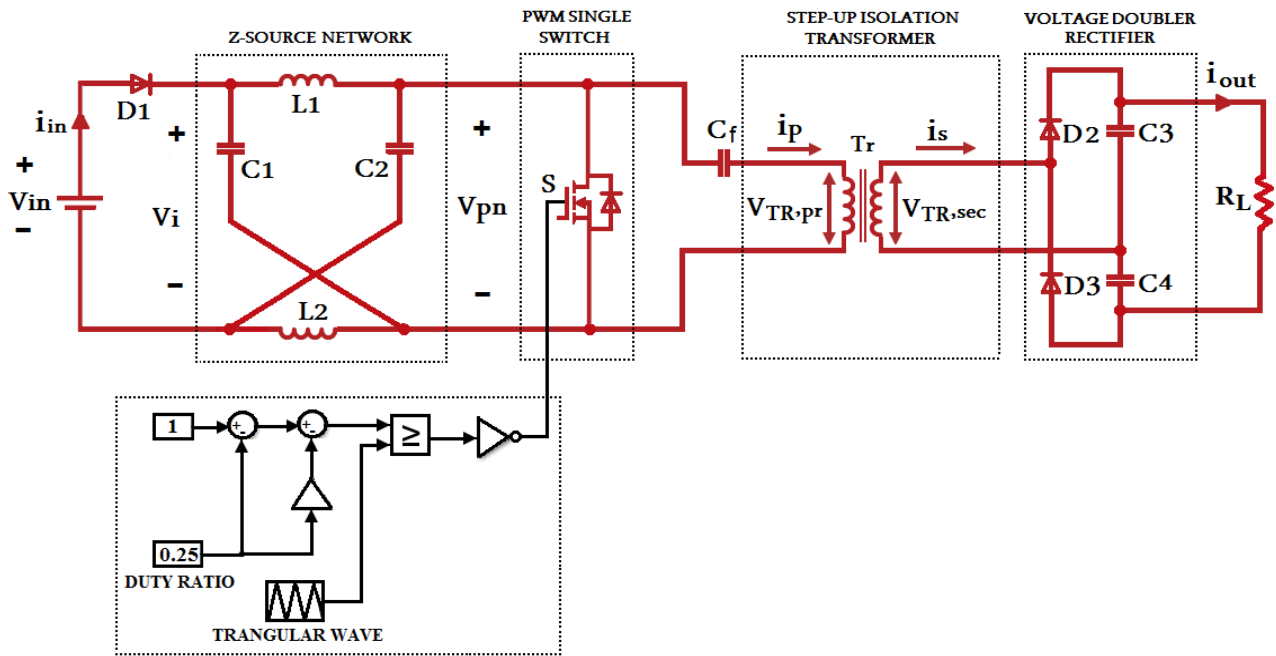 Z-SOURCE NETWORK
PWM SINGLE
SWITCH
STEP-UP ISOLATION
TRANSFORMER
VOLTAGE DOUBLER
RECTIFIER
iin
D1
+
Vin
−
+
Vi
−
L1
C1
C2
L2
+
Vpn
−
S
Cf
ip
Tr
is
VTR,pr
VTR,sec
D2
C3
D3
C4
iout
RL
1
+
-
+
-
≥
0.25
DUTY RATIO
TRANGULAR WAVE